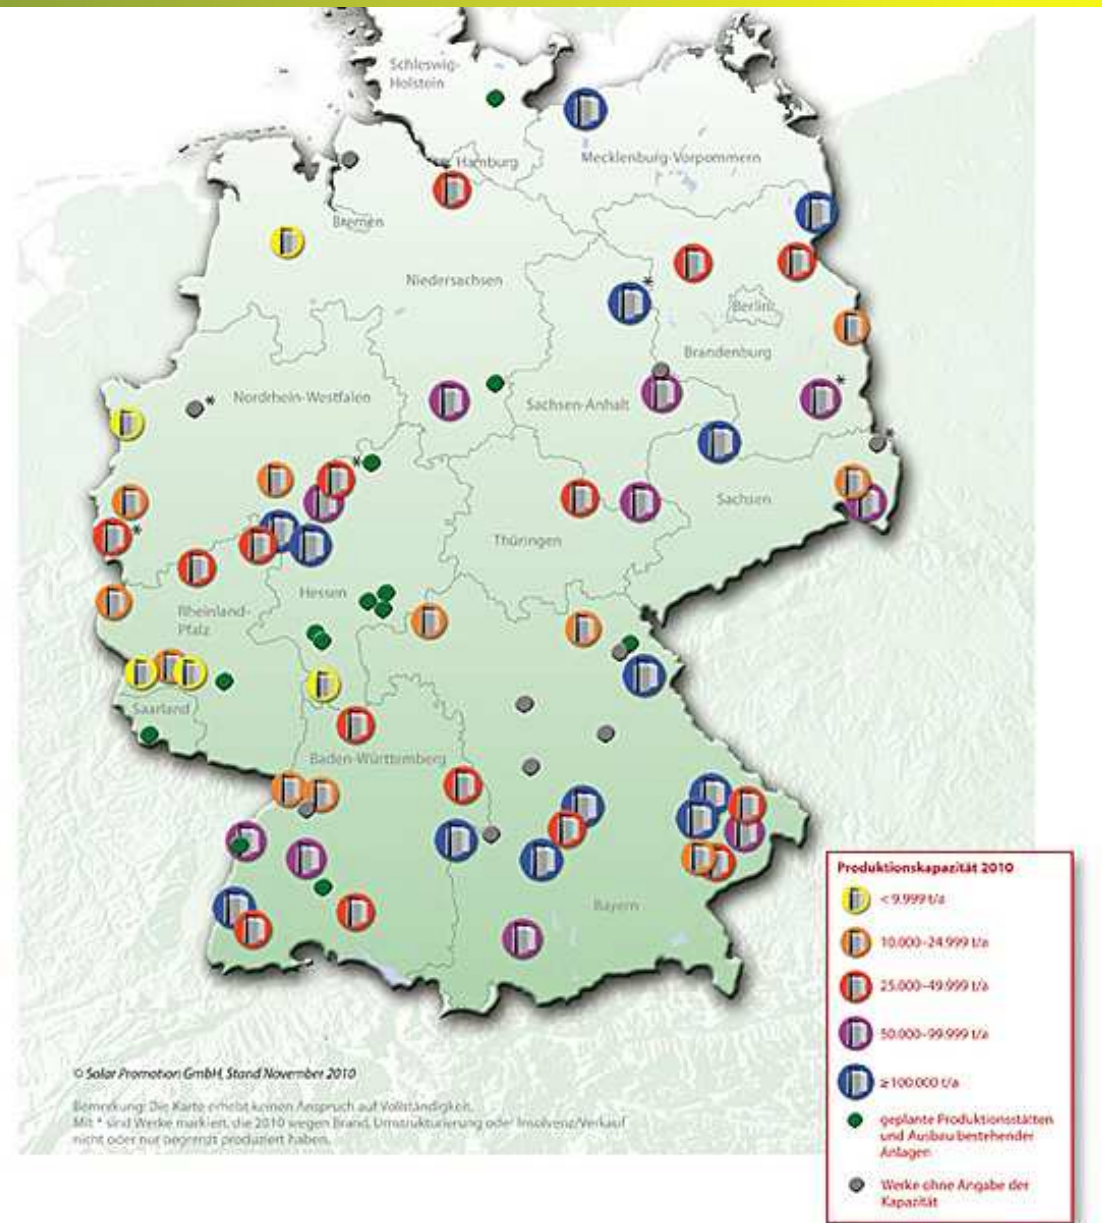 Schleswig-
Holstein
Hamburg
Mecklenburg-Vorpommern
Bremen
Niedersachsen
*
Berlin
Brandenburg
*
Nordrhein-Westfalen
*
Sachsen-Anhalt
*
*
Sachsen
*
Thüringen
Hessen
Rheinland-
Pfalz
Saarland
Baden-Württemberg
Bayern
Produktionskapazität 2010
< 9.999 t/a
10.000–24.999 t/a
25.000–49.999 t/a
50.000–99.999 t/a
≥ 100.000 t/a
geplante Produktionsstätten
und Ausbau bestehender
Anlagen
Werke ohne Angabe der
Kapazität
© Solar Promotion GmbH, Stand November 2010
Bemerkung: Die Karte erhebt keinen Anspruch auf Vollständigkeit.
Mit * sind Werke markiert, die 2010 wegen Brand, Umstrukturierung oder Insolvenz/Verkauf
nicht oder nur begrenzt produziert haben.